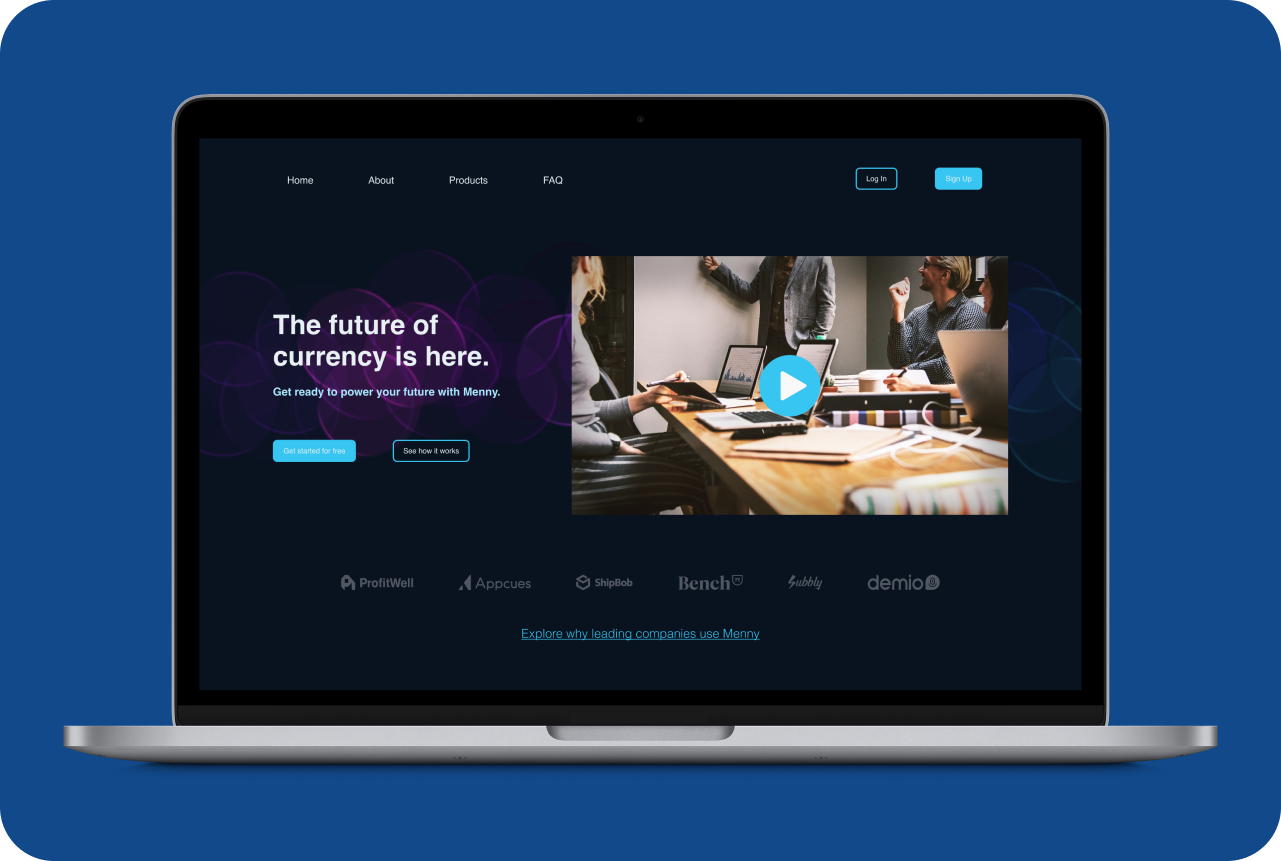 Home
About
Products
FAQ
Log In
Sign Up
The future of
currency is here.
Get ready to power your future with Menny.
Get started for free
See how it works
ProfitWell
Appcues
ShipBob
Bench
Subbly
demio
Explore why leading companies use Menny